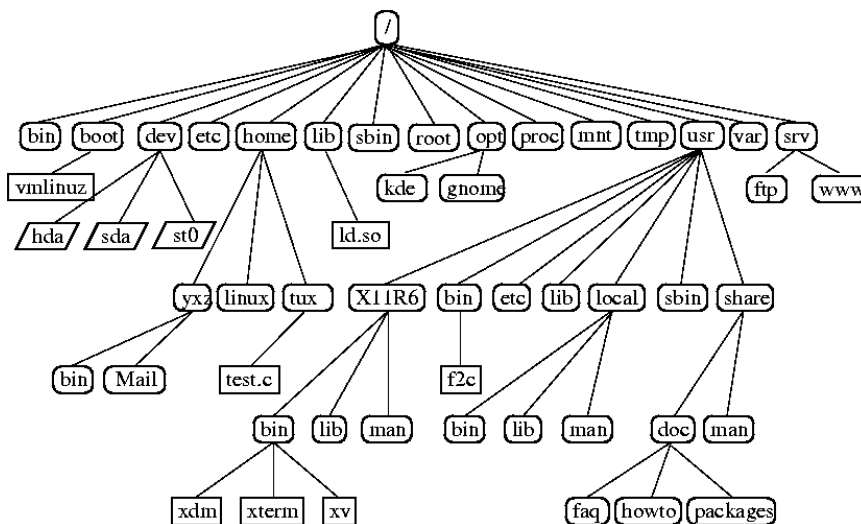 /
bin boot dev etc home lib sbin root opt proc mnt tmp usr var srv
vmlinuz kde gnome ftp www
hda sda st0 ld.so
yxz linux tux X11R6 bin etc lib local sbin share
bin Mail test.c f2c
bin lib man bin lib man doc man
xdm xterm xv faq howto packages